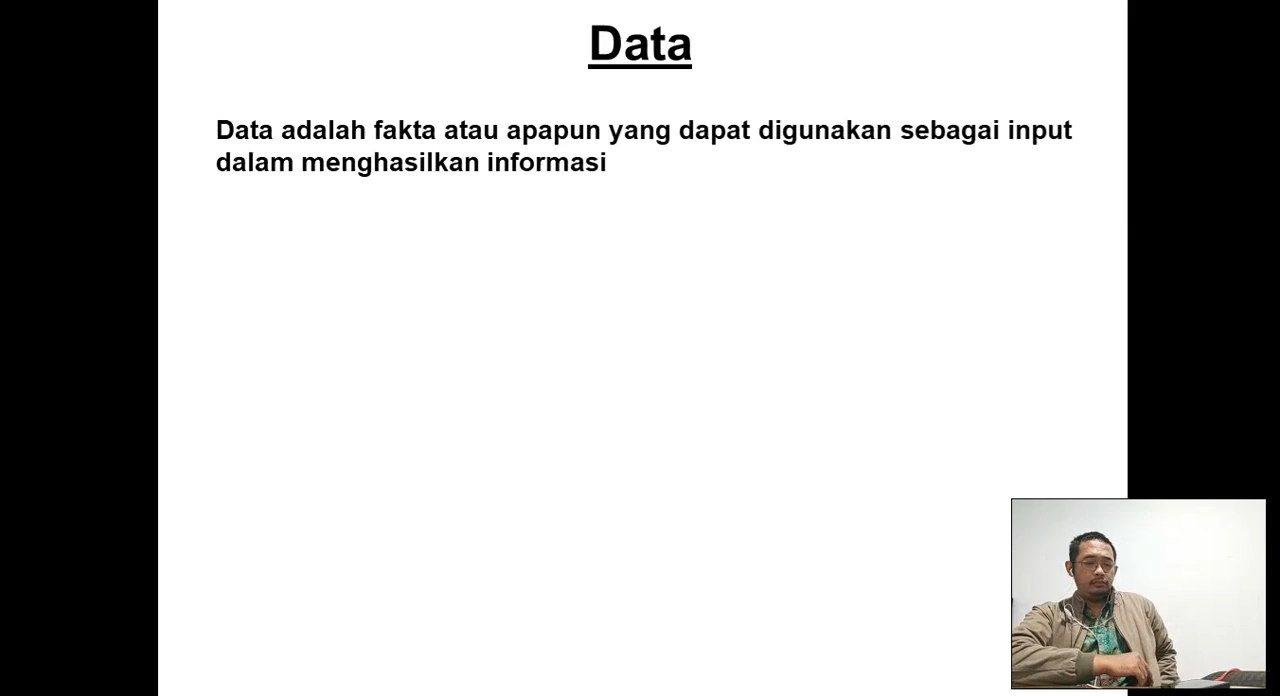 Data
Data adalah fakta atau apapun yang dapat digunakan sebagai input
dalam menghasilkan informasi